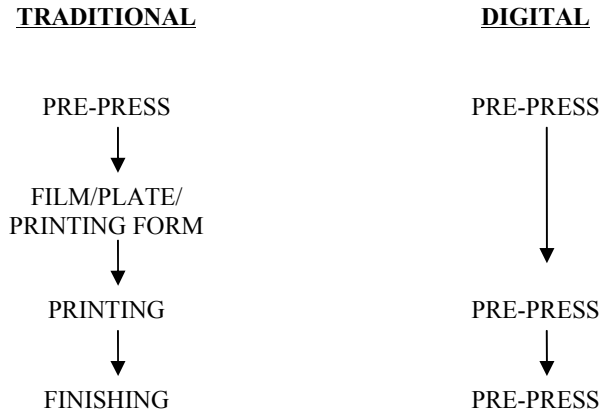 TRADITIONAL
DIGITAL
PRE-PRESS
PRE-PRESS
FILM/PLATE/
PRINTING FORM
PRINTING
PRE-PRESS
FINISHING
PRE-PRESS